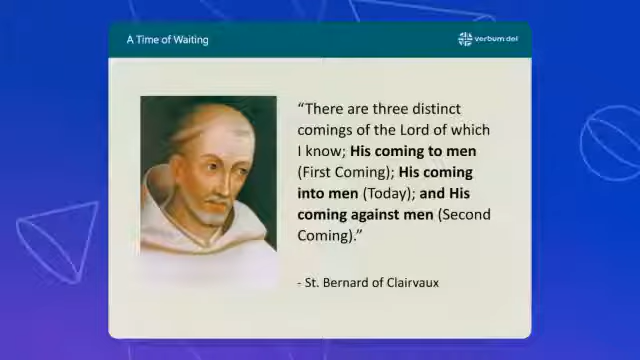 A Time of Waiting
verbum dei
“There are three distinct
comings of the Lord of which
I know; His coming to men
(First Coming); His coming
into men (Today); and His
coming against men (Second
Coming).”
- St. Bernard of Clairvaux